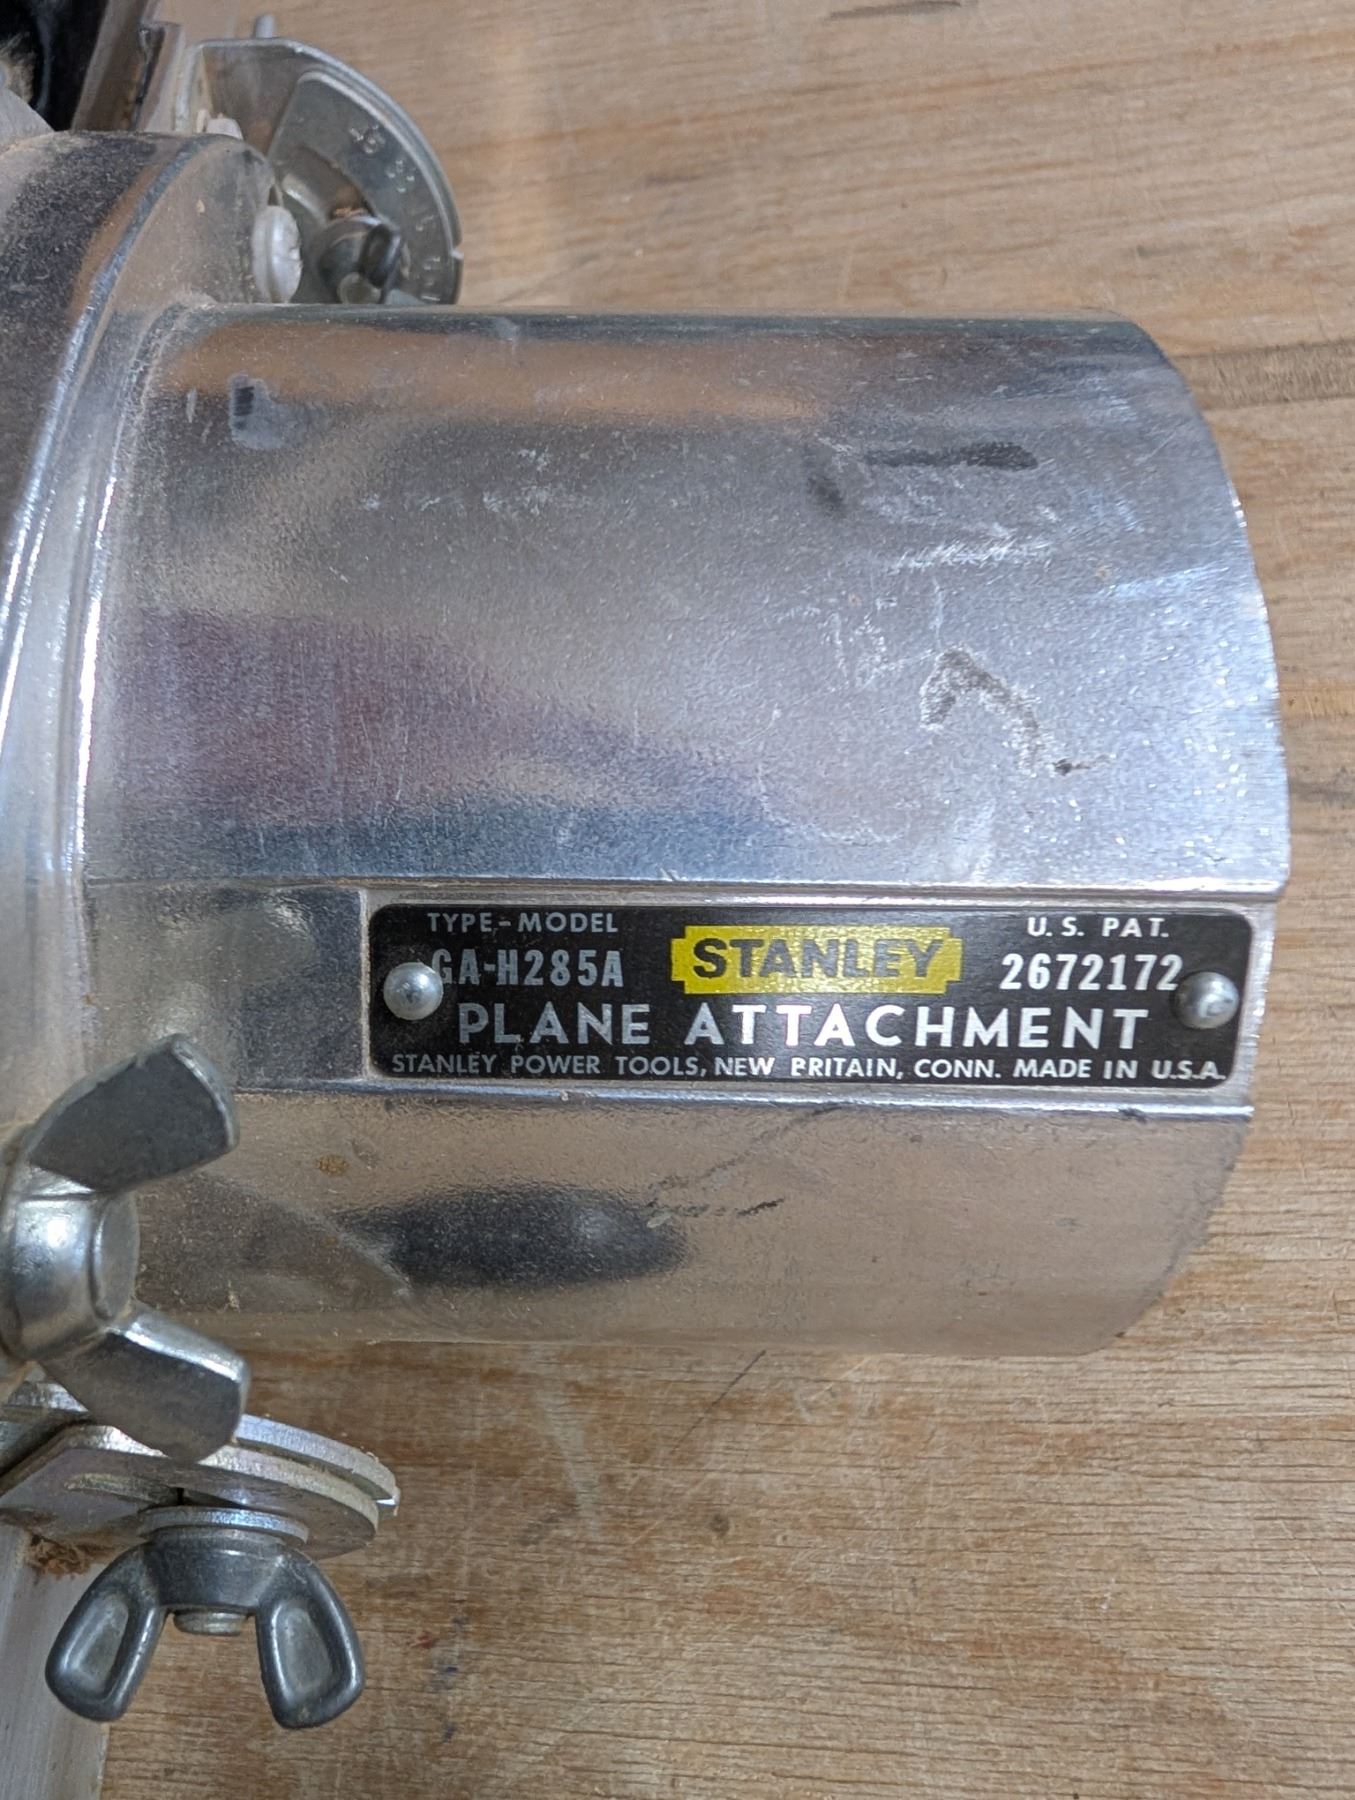 TYPE-MODEL
GA-H285A
STANLEY
U.S. PAT.
2672172
PLANE ATTACHMENT
STANLEY POWER TOOLS, NEW BRITAIN, CONN. MADE IN U.S.A.